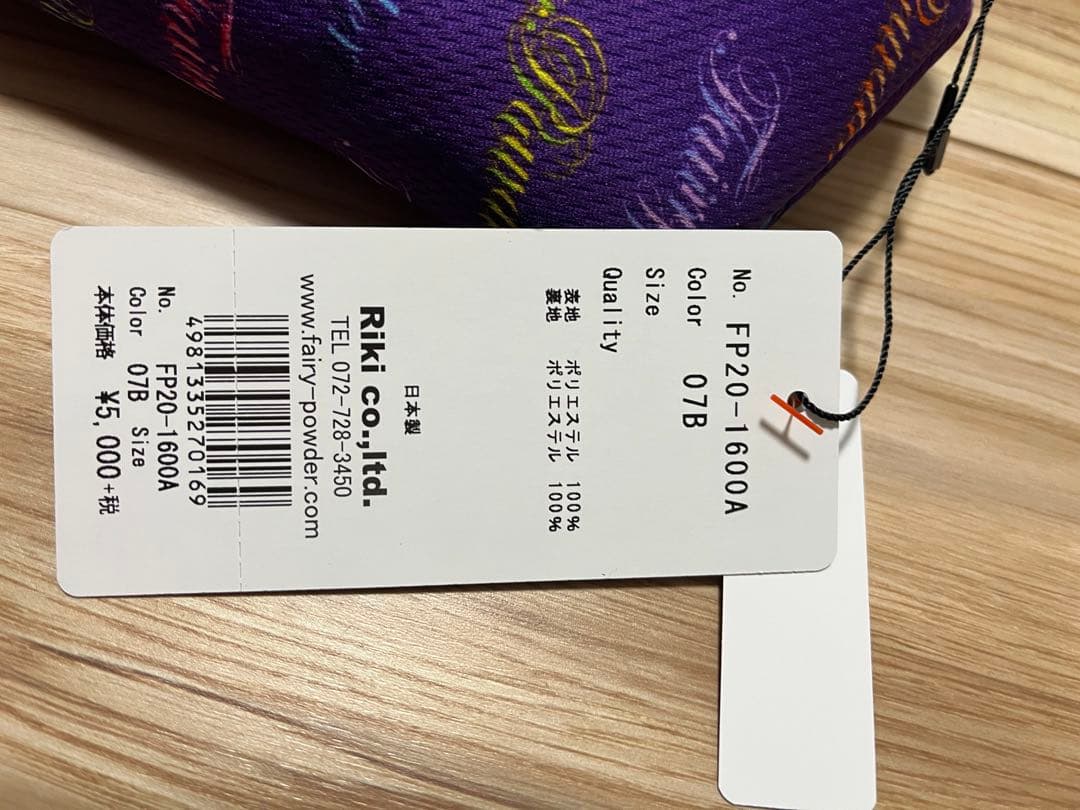 No. FP20-1600A
Color 07B
Size
Quality
表地 ポリエステル 100%
裏地 ポリエステル 100%
日本製
Riki co.,ltd.
TEL 072-728-3450
www.fairy-powder.com
4981335270169
No. FP20-1600A
Color 07B Size
本体価格 ¥5,000+税